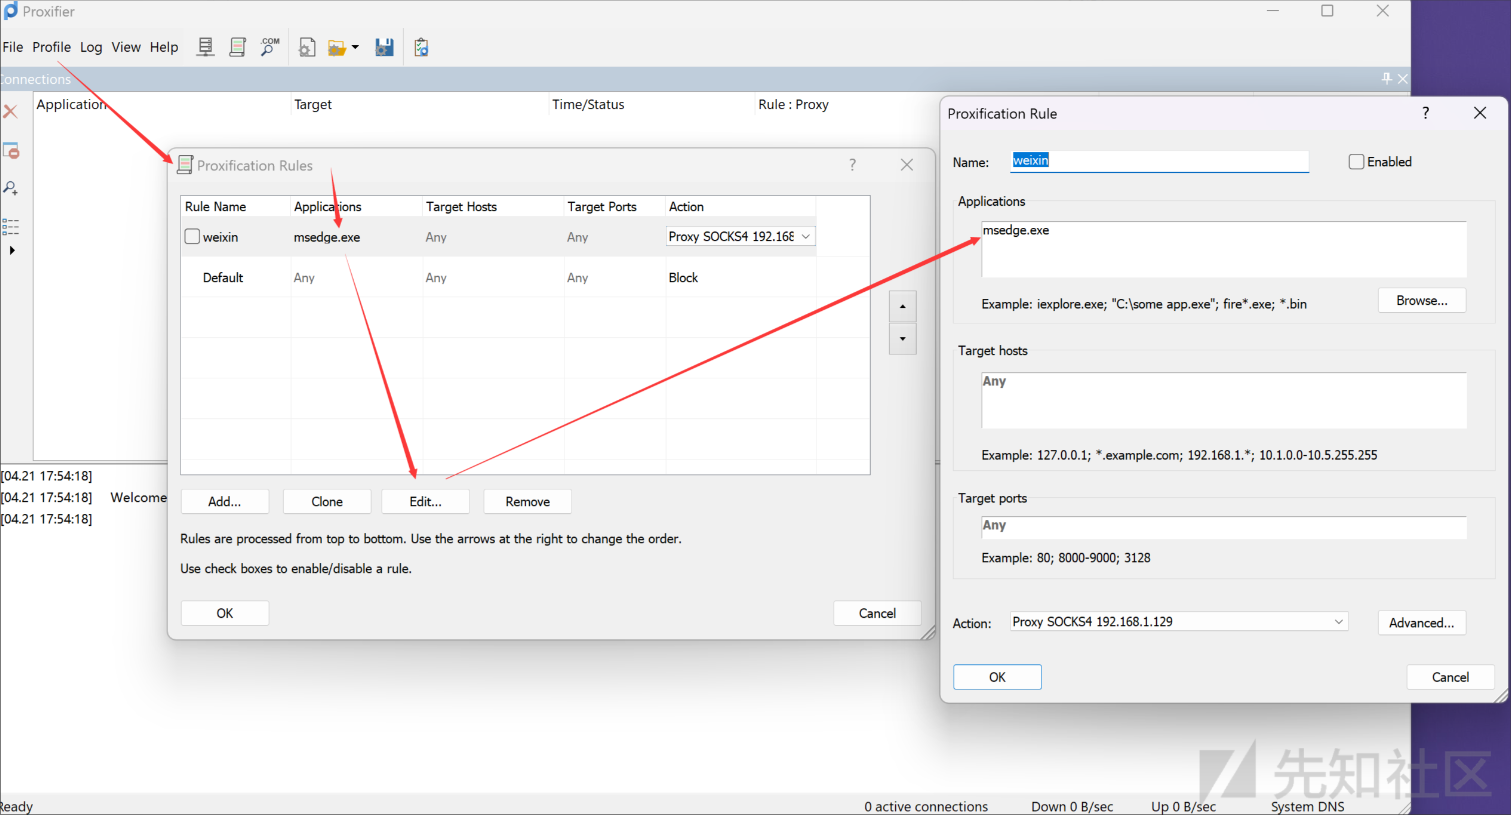 Proxifier
File Profile Log View Help
.COM
Connections
Application Target Time/Status Rule : Proxy
[04.21 17:54:18]
[04.21 17:54:18] Welcome
[04.21 17:54:18]
Ready 0 active connections Down 0 B/sec Up 0 B/sec System DNS
Proxification Rules
?
Rule Name Applications Target Hosts Target Ports Action
weixin msedge.exe Any Any Proxy SOCKS4 192.168
Default Any Any Any Block
Add... Clone Edit... Remove
Rules are processed from top to bottom. Use the arrows at the right to change the order.
Use check boxes to enable/disable a rule.
OK Cancel
Proxification Rule
?
Name: weixin Enabled
Applications
msedge.exe
Example: iexplore.exe; "C:\some app.exe"; fire*.exe; *.bin Browse...
Target hosts
Any
Example: 127.0.0.1; *.example.com; 192.168.1.*; 10.1.0.0-10.5.255.255
Target ports
Any
Example: 80; 8000-9000; 3128
Action: Proxy SOCKS4 192.168.1.129 Advanced...
OK Cancel
先知社区